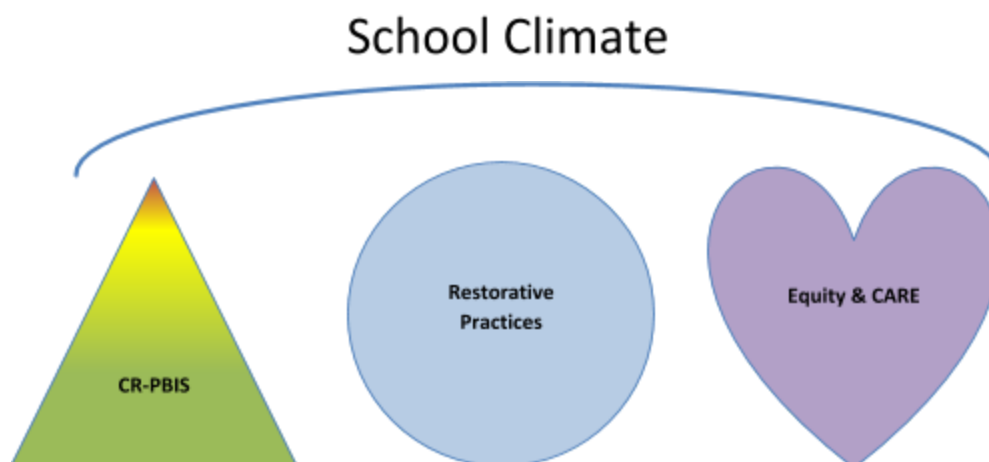 School Climate
Restorative
Practices
Equity & CARE
CR-PBIS